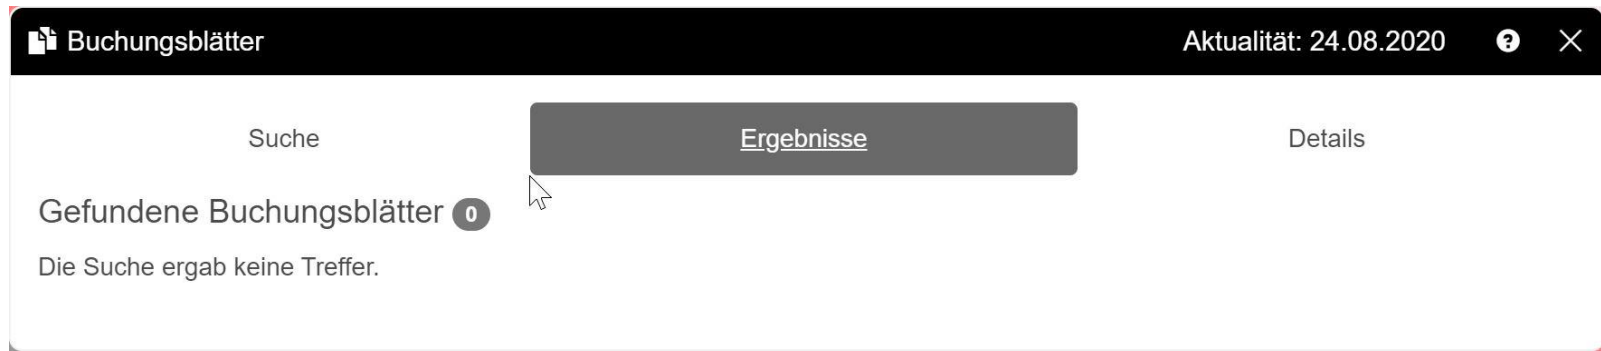 Buchungsblätter Aktualität: 24.08.2020 ?
Suche Ergebnisse Details
Gefundene Buchungsblätter 0
Die Suche ergab keine Treffer.